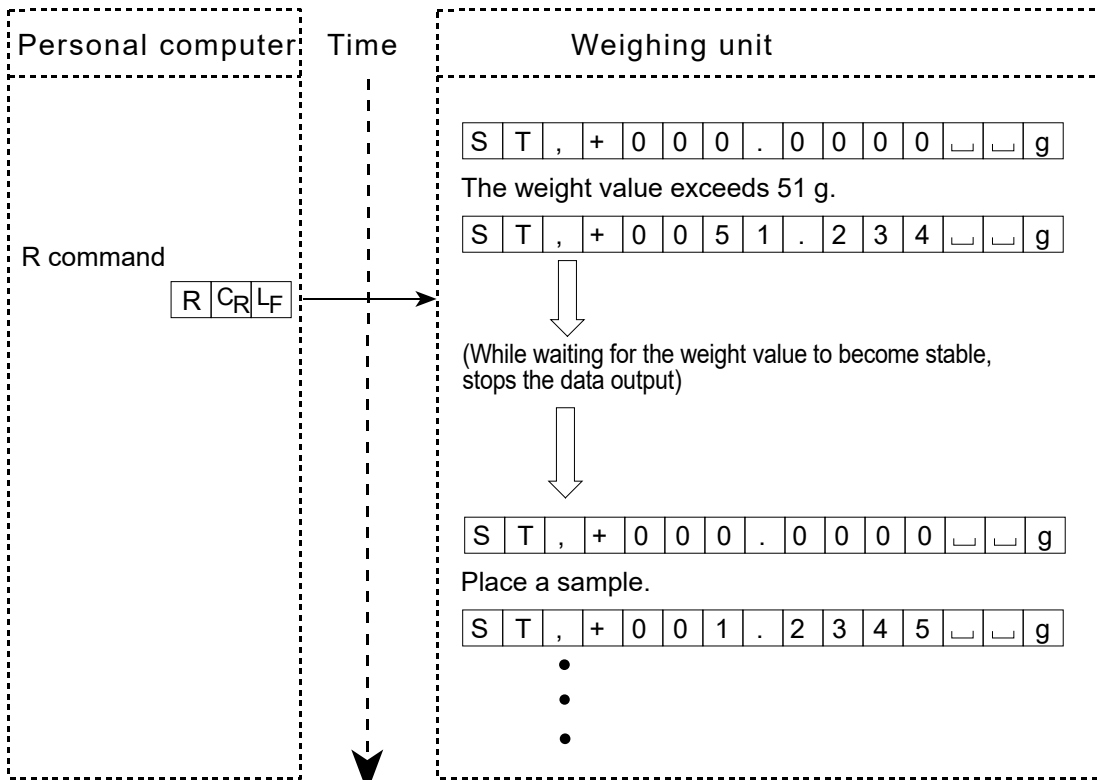 Personal computer Time Weighing unit
S T , + 0 0 0 . 0 0 0 0 ␣ ␣ g
The weight value exceeds 51 g.
S T , + 0 0 5 1 . 2 3 4 ␣ ␣ g
R command
R CR LF
(While waiting for the weight value to become stable,
stops the data output)
S T , + 0 0 0 . 0 0 0 0 ␣ ␣ g
Place a sample.
S T , + 0 0 1 . 2 3 4 5 ␣ ␣ g